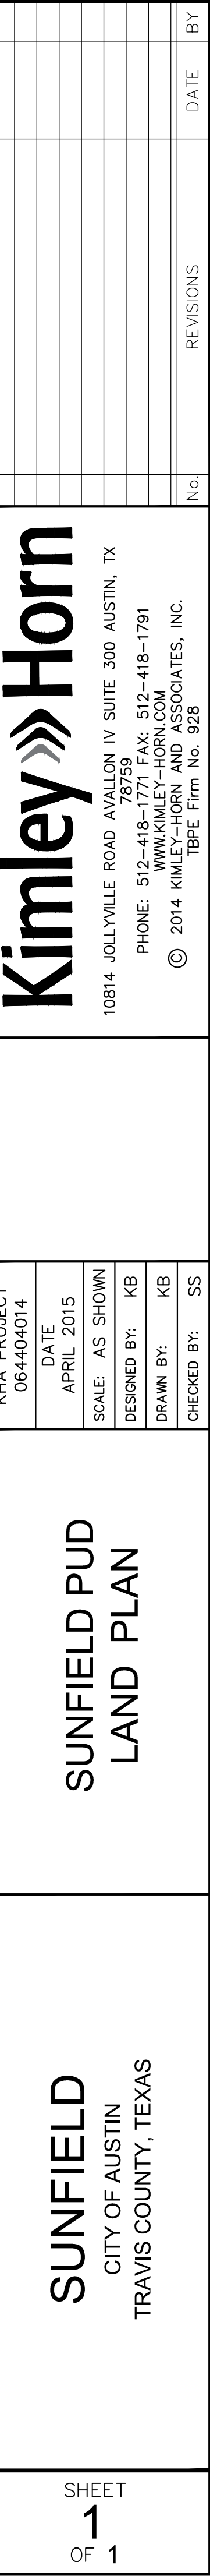 No. REVISIONS DATE BY
Kimley»Horn
10814 JOLLYVILLE ROAD AVALLON IV SUITE 300 AUSTIN, TX
78759
PHONE: 512-418-1771 FAX: 512-418-1791
WWW.KIMLEY-HORN.COM
© 2014 KIMLEY-HORN AND ASSOCIATES, INC.
TBPE Firm No. 928
KHA PROJECT
064404014
DATE
APRIL 2015
SCALE: AS SHOWN
DESIGNED BY: KB
DRAWN BY: KB
CHECKED BY: SS
SUNFIELD PUD
LAND PLAN
SUNFIELD
CITY OF AUSTIN
TRAVIS COUNTY, TEXAS
SHEET
1
OF 1